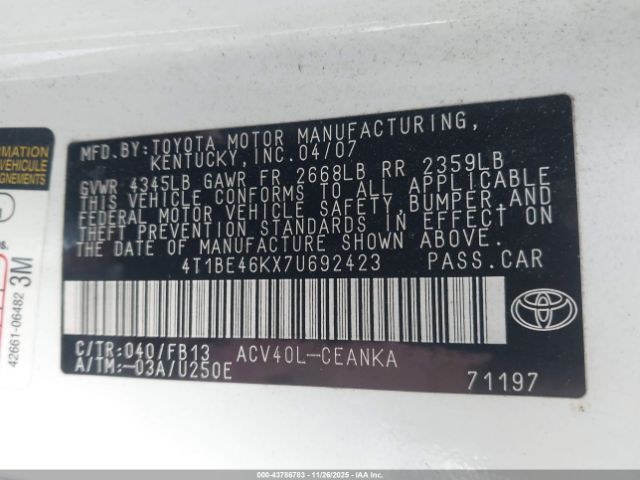 MFD.BY:TOYOTA MOTOR MANUFACTURING,
KENTUCKY,INC.04/07
GVWR 4345LB GAWR FR 2668LB RR 2359LB
THIS VEHICLE CONFORMS TO ALL APPLICABLE
FEDERAL MOTOR VEHICLE SAFETY,BUMPER,AND
THEFT PREVENTION STANDARDS IN EFFECT ON
THE DATE OF MANUFACTURE SHOWN ABOVE.
4T1BE46KX7U692423 PASS.CAR
C/TR:040/FB13 ACV40L-CEANKA
A/TM:-03A/U250E
71197
42661-06482 3M
000-43786783 11/26/2025 IAAI.COM